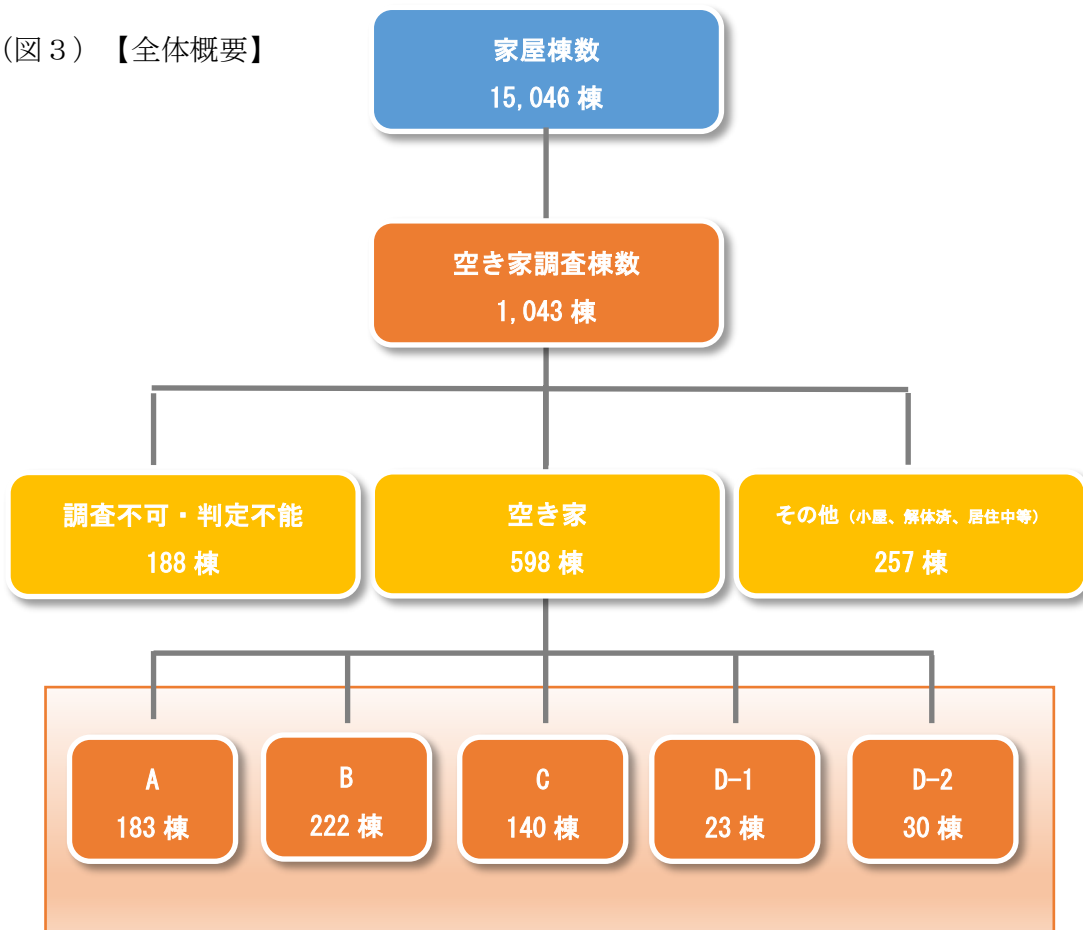 (図３)【全体概要】
家屋棟数
15,046 棟
空き家調査棟数
1,043 棟
調査不可・判定不能
188 棟
空き家
598 棟
その他（小屋、解体済、居住中等）
257 棟
A
183 棟
B
222 棟
C
140 棟
D-1
23 棟
D-2
30 棟